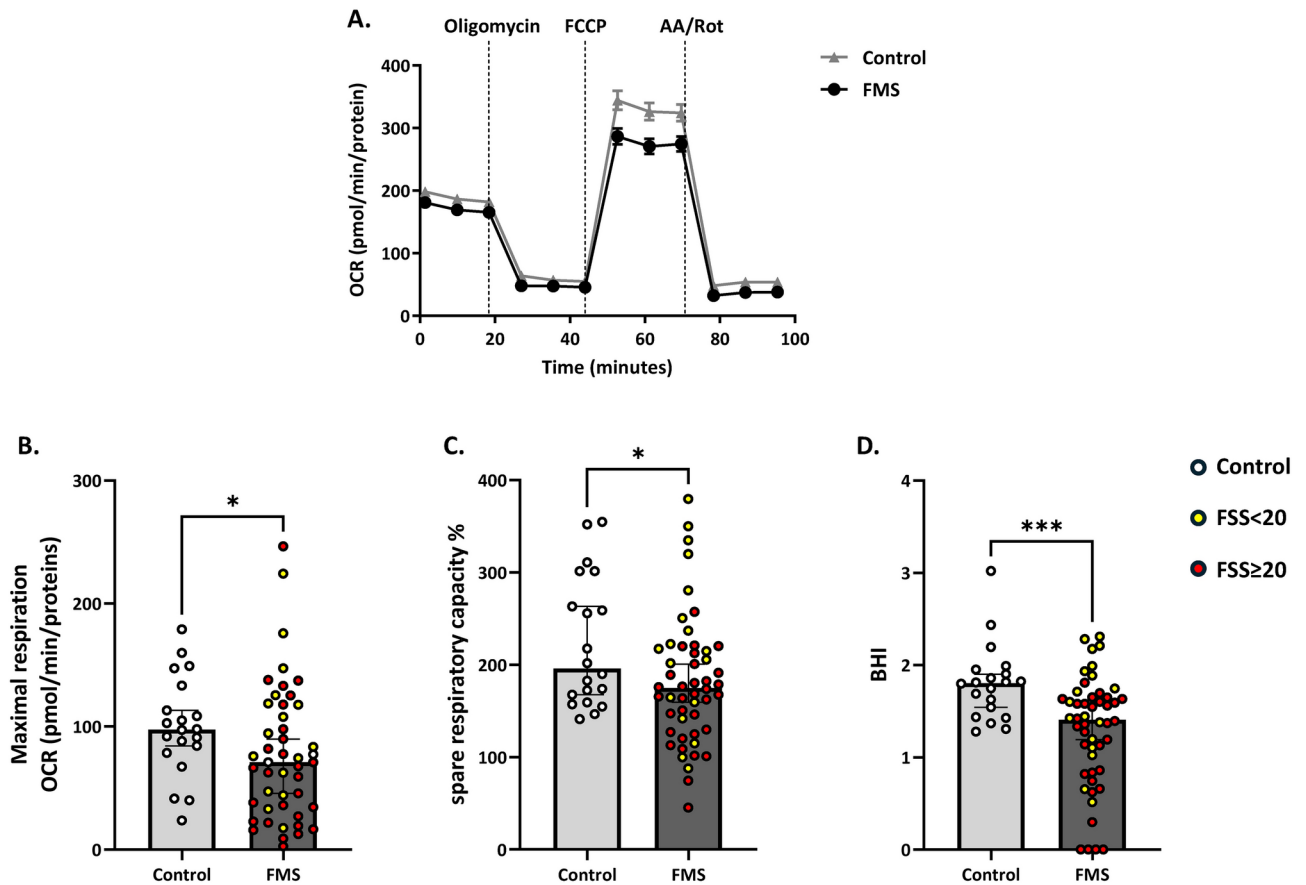 A.
Oligomycin FCCP AA/Rot
Control
FMS
OCR (pmol/min/protein)
400
300
200
100
0
0 20 40 60 80 100
Time (minutes)
B.
Maximal respiration
OCR (pmol/min/proteins)
300
200
100
0
*
Control FMS
C.
spare respiratory capacity %
400
300
200
100
0
*
Control FMS
D.
BHI
4
3
2
1
0
***
Control FMS
Control
FSS<20
FSS≥20